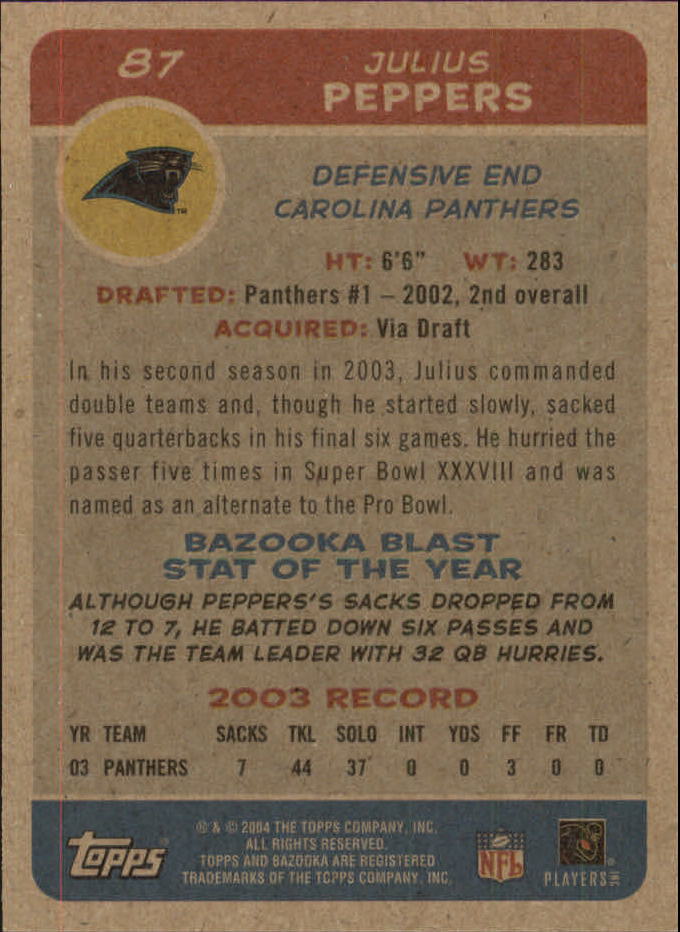 87
JULIUS
PEPPERS
TM
DEFENSIVE END
CAROLINA PANTHERS
HT: 6'6" WT: 283
DRAFTED: Panthers #1 – 2002, 2nd overall
ACQUIRED: Via Draft
In his second season in 2003, Julius commanded
double teams and, though he started slowly, sacked
five quarterbacks in his final six games. He hurried the
passer five times in Super Bowl XXXVIII and was
named as an alternate to the Pro Bowl.
BAZOOKA BLAST
STAT OF THE YEAR
ALTHOUGH PEPPERS'S SACKS DROPPED FROM
12 TO 7, HE BATTED DOWN SIX PASSES AND
WAS THE TEAM LEADER WITH 32 QB HURRIES.
2003 RECORD
YR TEAM SACKS TKL SOLO INT YDS FF FR TD
03 PANTHERS 7 44 37 0 0 3 0 0
topps
® & © 2004 THE TOPPS COMPANY, INC.
ALL RIGHTS RESERVED.
TOPPS AND BAZOOKA ARE REGISTERED
TRADEMARKS OF THE TOPPS COMPANY, INC.
NFL
PLAYERS INC